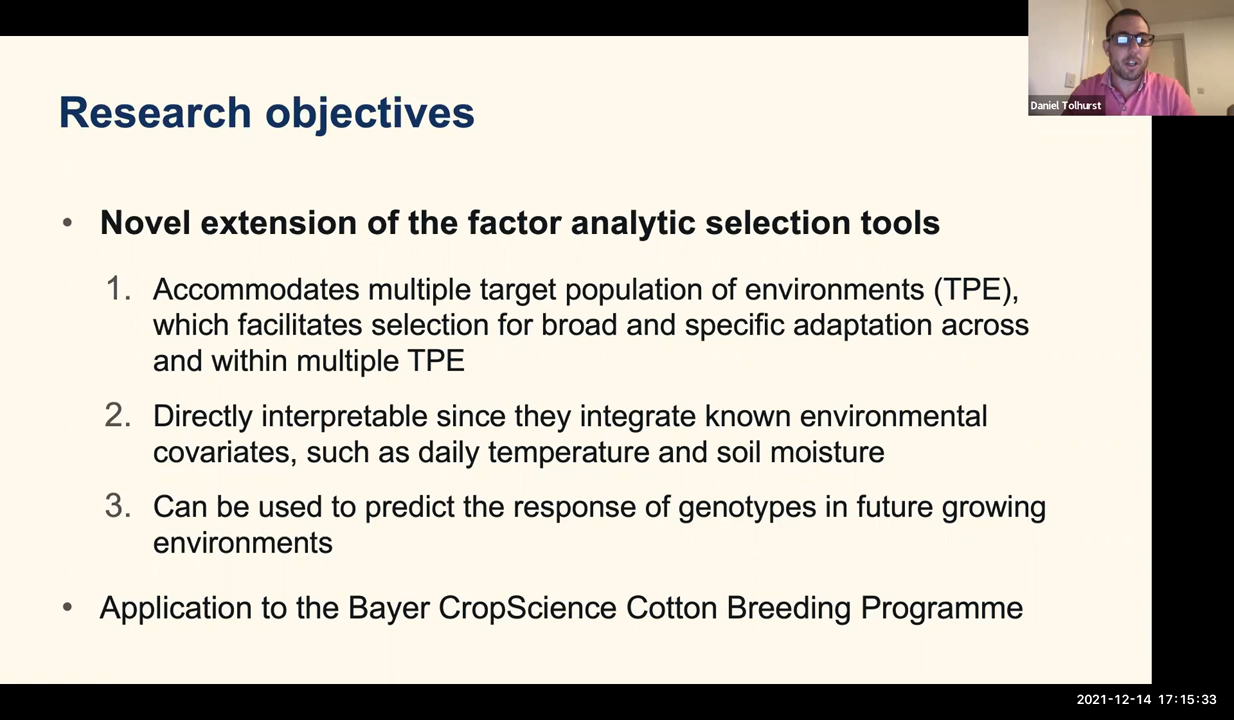 Research objectives
Daniel Tolhurst
• Novel extension of the factor analytic selection tools
1. Accommodates multiple target population of environments (TPE),
which facilitates selection for broad and specific adaptation across
and within multiple TPE
2. Directly interpretable since they integrate known environmental
covariates, such as daily temperature and soil moisture
3. Can be used to predict the response of genotypes in future growing
environments
• Application to the Bayer CropScience Cotton Breeding Programme
2021-12-14 17:15:33